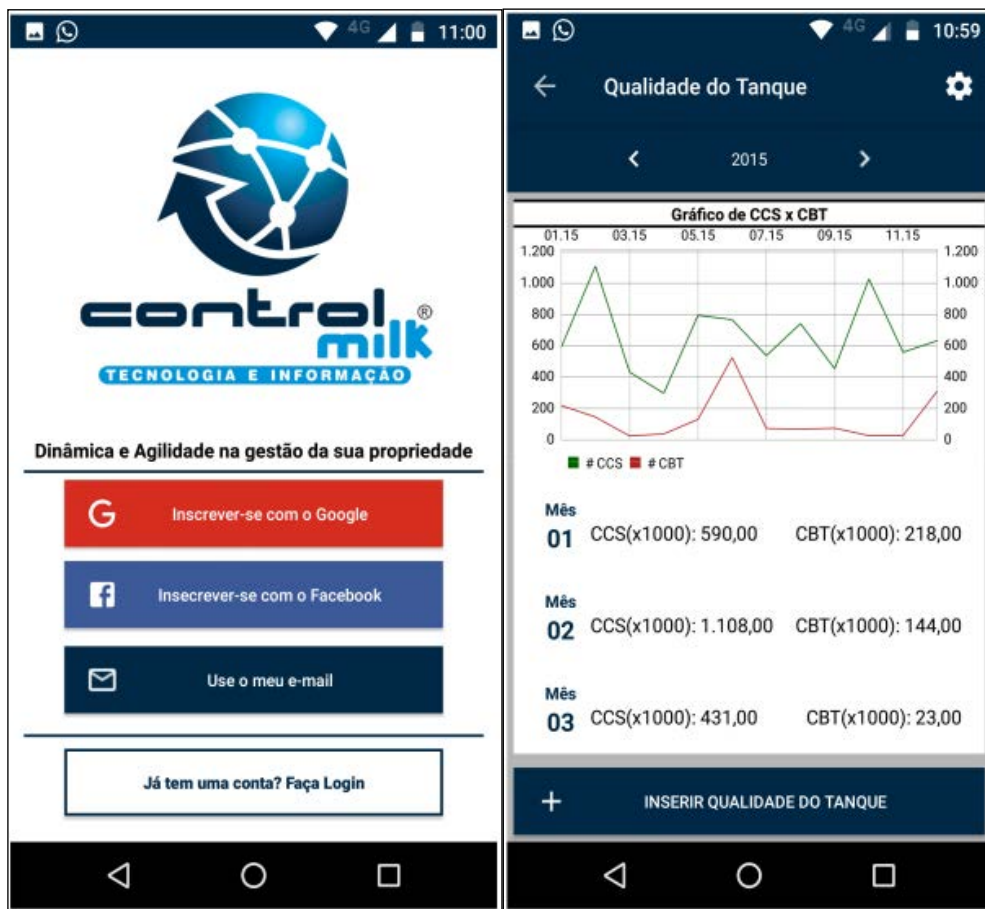 4G 11:00
control
milk®
TECNOLOGIA E INFORMAÇÃO
Dinâmica e Agilidade na gestão da sua propriedade
G Inscrever-se com o Google
f Insecrever-se com o Facebook
Use o meu e-mail
Já tem uma conta? Faça Login
4G 10:59
Qualidade do Tanque
2015
Gráfico de CCS x CBT
01.15 03.15 05.15 07.15 09.15 11.15
1.200 1.200
1.000 1.000
800 800
600 600
400 400
200 200
0 0
# CCS # CBT
Mês
01 CCS(x1000): 590,00 CBT(x1000): 218,00
Mês
02 CCS(x1000): 1.108,00 CBT(x1000): 144,00
Mês
03 CCS(x1000): 431,00 CBT(x1000): 23,00
+ INSERIR QUALIDADE DO TANQUE